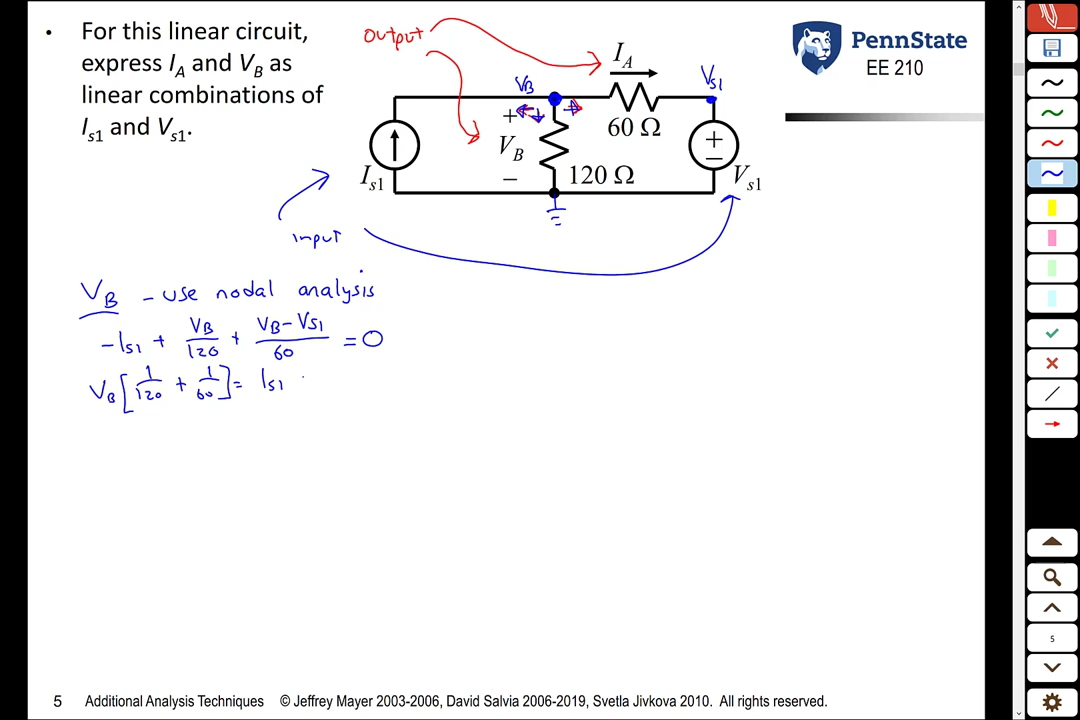 • For this linear circuit,
express I_A and V_B as
linear combinations of
I_s1 and V_s1.
Output
I_A
V_B
V_S1
60 Ω
+
V_B
−
120 Ω
I_s1
+
−
V_s1
input
PennState
EE 210
V_B - use nodal analysis
-I_S1 + V_B/120 + (V_B - V_S1)/60 = 0
V_B [1/120 + 1/60] = I_S1
5
5 Additional Analysis Techniques © Jeffrey Mayer 2003-2006, David Salvia 2006-2019, Svetla Jivkova 2010. All rights reserved.